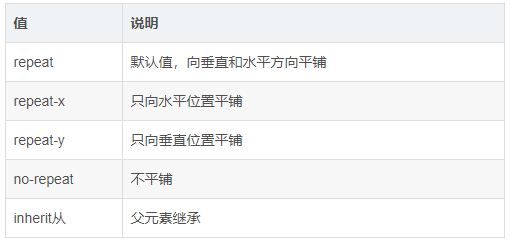 值 说明
repeat 默认值，向垂直和水平方向平铺
repeat-x 只向水平位置平铺
repeat-y 只向垂直位置平铺
no-repeat 不平铺
inherit从 父元素继承